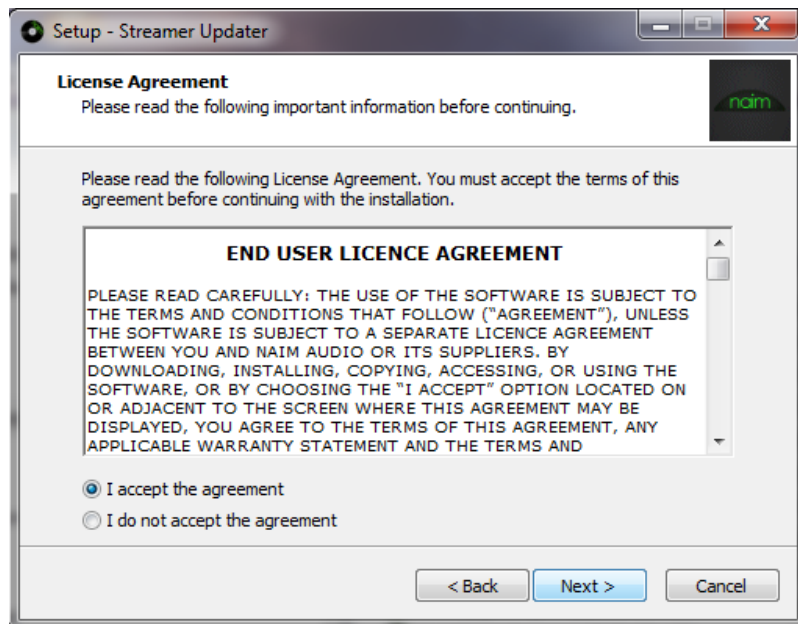 Setup - Streamer Updater
License Agreement
Please read the following important information before continuing.
naim
Please read the following License Agreement. You must accept the terms of this
agreement before continuing with the installation.
END USER LICENCE AGREEMENT
PLEASE READ CAREFULLY: THE USE OF THE SOFTWARE IS SUBJECT TO
THE TERMS AND CONDITIONS THAT FOLLOW (“AGREEMENT”), UNLESS
THE SOFTWARE IS SUBJECT TO A SEPARATE LICENCE AGREEMENT
BETWEEN YOU AND NAIM AUDIO OR ITS SUPPLIERS. BY
DOWNLOADING, INSTALLING, COPYING, ACCESSING, OR USING THE
SOFTWARE, OR BY CHOOSING THE “I ACCEPT” OPTION LOCATED ON
OR ADJACENT TO THE SCREEN WHERE THIS AGREEMENT MAY BE
DISPLAYED, YOU AGREE TO THE TERMS OF THIS AGREEMENT, ANY
APPLICABLE WARRANTY STATEMENT AND THE TERMS AND
I accept the agreement
I do not accept the agreement
< Back Next > Cancel